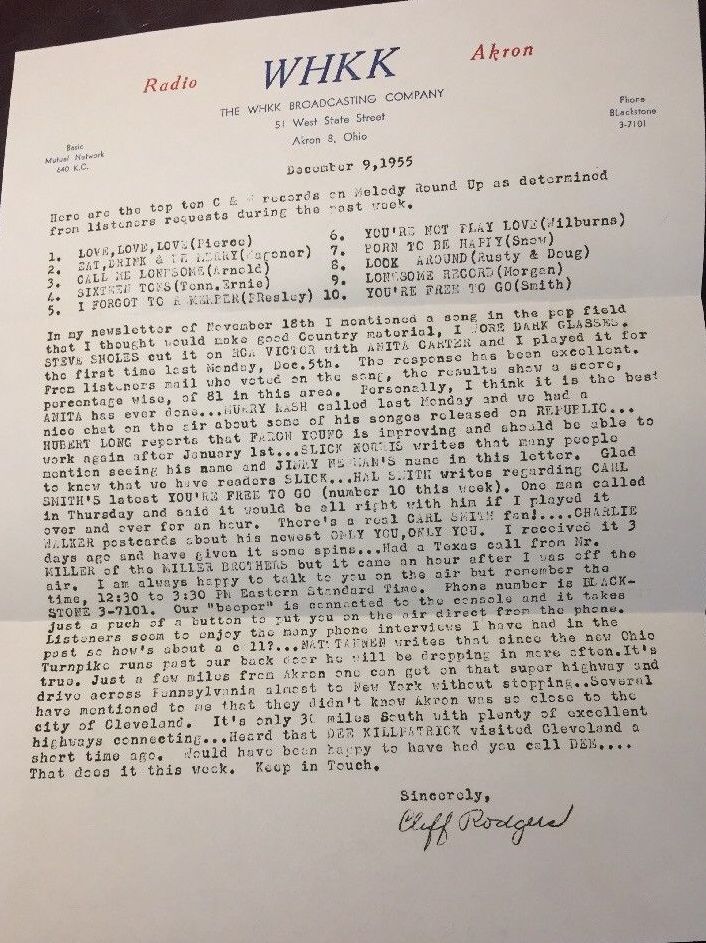 Radio WHKK Akron
THE WHKK BROADCASTING COMPANY
51 West State Street
Akron 8, Ohio
Phone
BLackstone
3-7101
Basic
Mutual Network
640 K.C.
December 9,1955
Here are the top ten C & W records on Melody Round Up as determined
from listeners requests during the past week.
1. LOVE,LOVE,LOVE(Pierce)
2. EAT,DRINK & BE MERRY(Wagoner)
3. CALL ME LONESOME(Arnold)
4. SIXTEEN TONS(Tenn.Ernie)
5. I FORGOT TO REMEMBER(PResley)
6. YOU'RE NOT PLAY LOVE(Wilburns)
7. BORN TO BE HAPPY(Snow)
8. LOOK AROUND(Rusty & Doug)
9. LONESOME RECORD(Morgan)
10. YOU'RE FREE TO GO(Smith)
In my newsletter of November 18th I mentioned a song in the pop field
that I thought would make good Country material, I WORE DARK GLASSES.
STEVE SHOLES cut it on RCA VICTOR with ANITA CARTER and I played it for
the first time last Monday, Dec.5th. The response has been excellent.
From listeners mail who voted on the song, the results show a score,
percentage wise, of 81 in this area. Personally, I think it is the best
ANITA has ever done...MURRY NASH called last Monday and we had a
nice chat on the air about some of his songes released on REPUBLIC...
HUBERT LONG reports that FARON YOUNG is improving and should be able to
work again after January 1st...SLICK NORRIS writes that many people
mention seeing his name and JIMMY NEWMAN'S name in this letter. Glad
to know that we have readers SLICK...HAL SMITH writes regarding CARL
SMITH'S latest YOU'RE FREE TO GO (number 10 this week). One man called
in Thursday and said it would be all right with him if I played it
over and over for an hour. There's a real CARL SMITH fan!....CHARLIE
WALKER postcards about his newest ONLY YOU,ONLY YOU. I received it 3
days ago and have given it some spins...Had a Texas call from Mr.
MILLER of the MILLER BROTHERS but it came an hour after I was off the
air. I am always happy to talk to you on the air but remember the
time, 12:30 to 3:30 PM Eastern Standard Time. Phone number is BLACK-
STONE 3-7101. Our "beeper" is connected to the console and it takes
just a puch of a button to put you on the air direct from the phone.
Listeners seem to enjoy the many phone interviews I have had in the
past so how's about a call?...NAT TANNEN writes that since the new Ohio
Turnpike runs past our back door he will be dropping in more often.It's
true. Just a few miles from Akron one can get on that super highway and
drive across Pennsylvania almost to New York without stopping..Several
have mentioned to me that they didn't know Akron was so close to the
city of Cleveland. It's only 30 miles South with plenty of excellent
highways connecting...Heard that DEE KILLPATRICK visited Cleveland a
short time ago. Would have been happy to have had you call DEE....
That does it this week. Keep in Touch.
Sincerely,
Cliff Rodgers